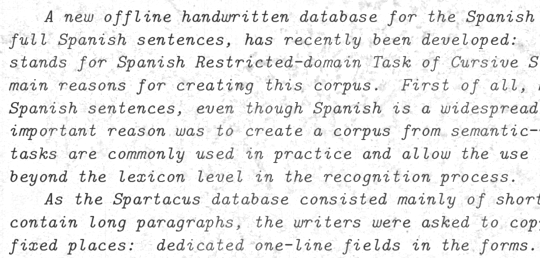 A new offline handwritten database for the Spanish
full Spanish sentences, has recently been developed:
stands for Spanish Restricted-domain Task of Cursive S
main reasons for creating this corpus. First of all,
Spanish sentences, even though Spanish is a widespread
important reason was to create a corpus from semantic-
tasks are commonly used in practice and allow the use
beyond the lexicon level in the recognition process.
As the Spartacus database consisted mainly of short
contain long paragraphs, the writers were asked to cop
fixed places: dedicated one-line fields in the forms.